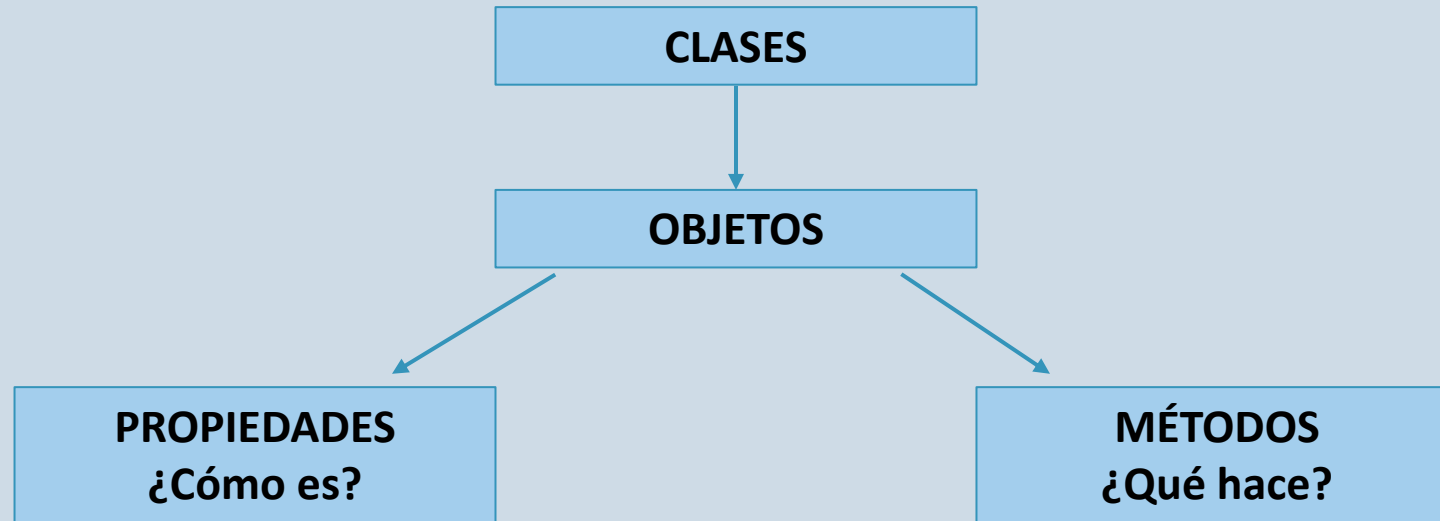 CLASES
OBJETOS
PROPIEDADES
¿Cómo es?
MÉTODOS
¿Qué hace?